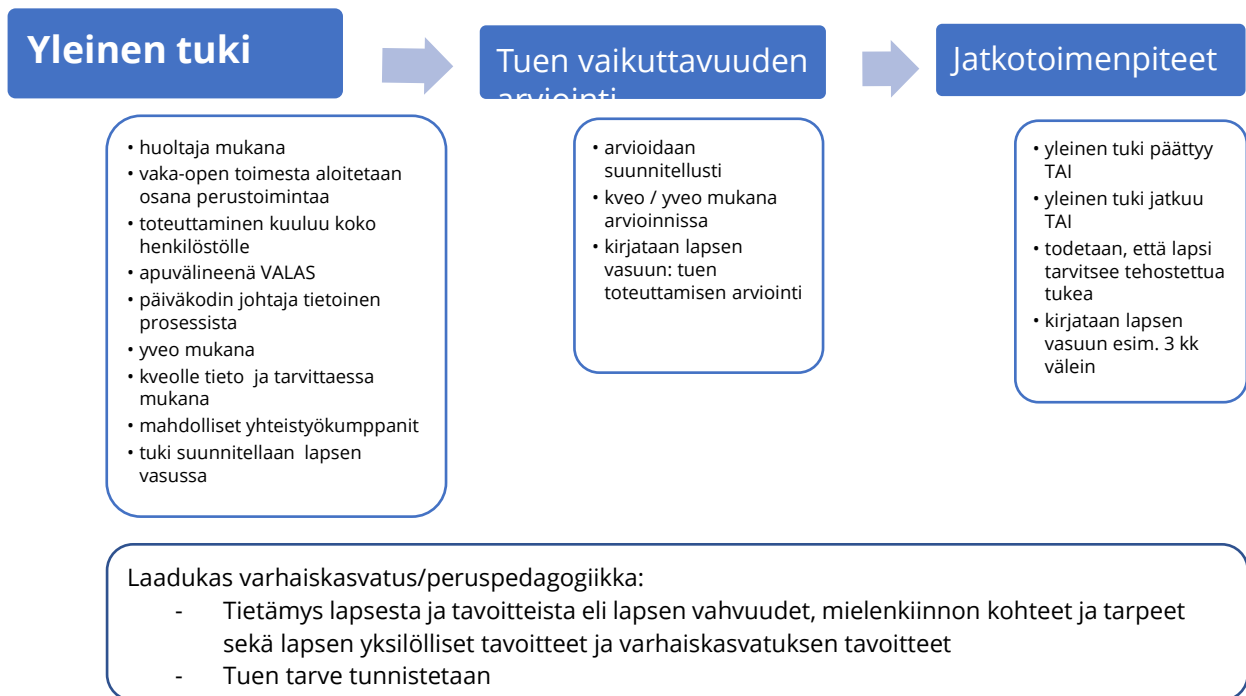 Yleinen tuki
• huoltaja mukana
• vaka-open toimesta aloitetaan
osana perustoimintaa
• toteuttaminen kuuluu koko
henkilöstölle
• apuvälineenä VALAS
• päiväkodin johtaja tietoinen
prosessista
• yveo mukana
• kveolle tieto ja tarvittaessa
mukana
• mahdolliset yhteistyökumppanit
• tuki suunnitellaan lapsen
vasussa
Tuen vaikuttavuuden
arviointi
• arvioidaan
suunnitellusti
• kveo / yveo mukana
arvioinnissa
• kirjataan lapsen
vasuun: tuen
toteuttamisen arviointi
Jatkotoimenpiteet
• yleinen tuki päättyy
TAI
• yleinen tuki jatkuu
TAI
• todetaan, että lapsi
tarvitsee tehostettua
tukea
• kirjataan lapsen
vasuun esim. 3 kk
välein
Laadukas varhaiskasvatus/peruspedagogiikka:
- Tietämys lapsesta ja tavoitteista eli lapsen vahvuudet, mielenkiinnon kohteet ja tarpeet
sekä lapsen yksilölliset tavoitteet ja varhaiskasvatuksen tavoitteet
- Tuen tarve tunnistetaan